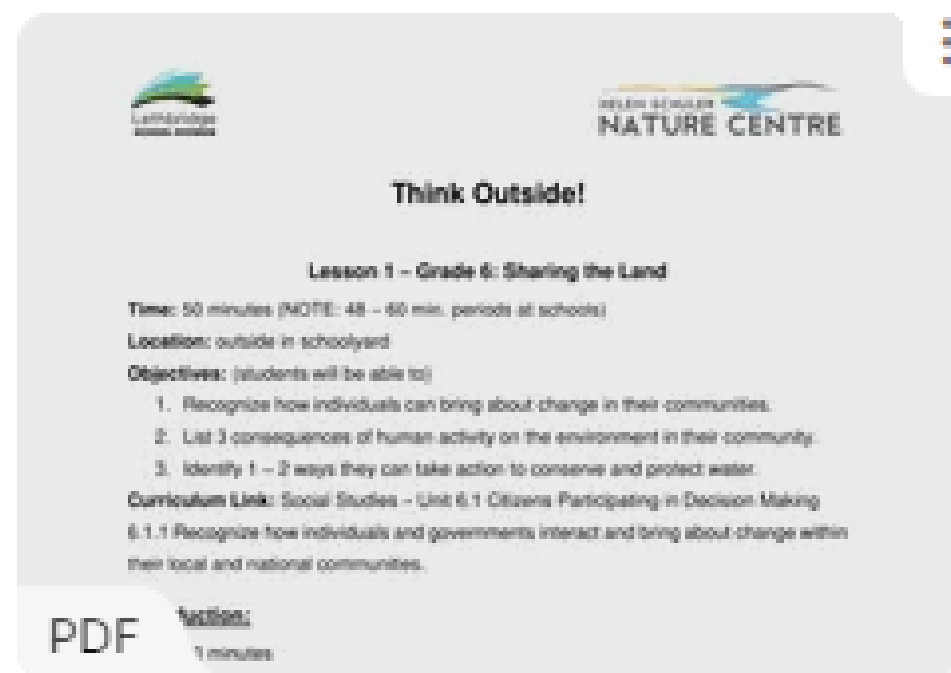 Lethbridge
HELEN SCHULER
NATURE CENTRE
Think Outside!
Lesson 1 – Grade 6: Sharing the Land
Time: 50 minutes (NOTE: 48 – 60 min. periods at schools)
Location: outside in schoolyard
Objectives: (students will be able to)
1. Recognize how individuals can bring about change in their communities.
2. List 3 consequences of human activity on the environment in their community.
3. Identify 1 – 2 ways they can take action to conserve and protect water.
Curriculum Link: Social Studies – Unit 6.1 Citizens Participating in Decision Making
6.1.1 Recognize how individuals and governments interact and bring about change within
their local and national communities.
uction:
minutes
PDF